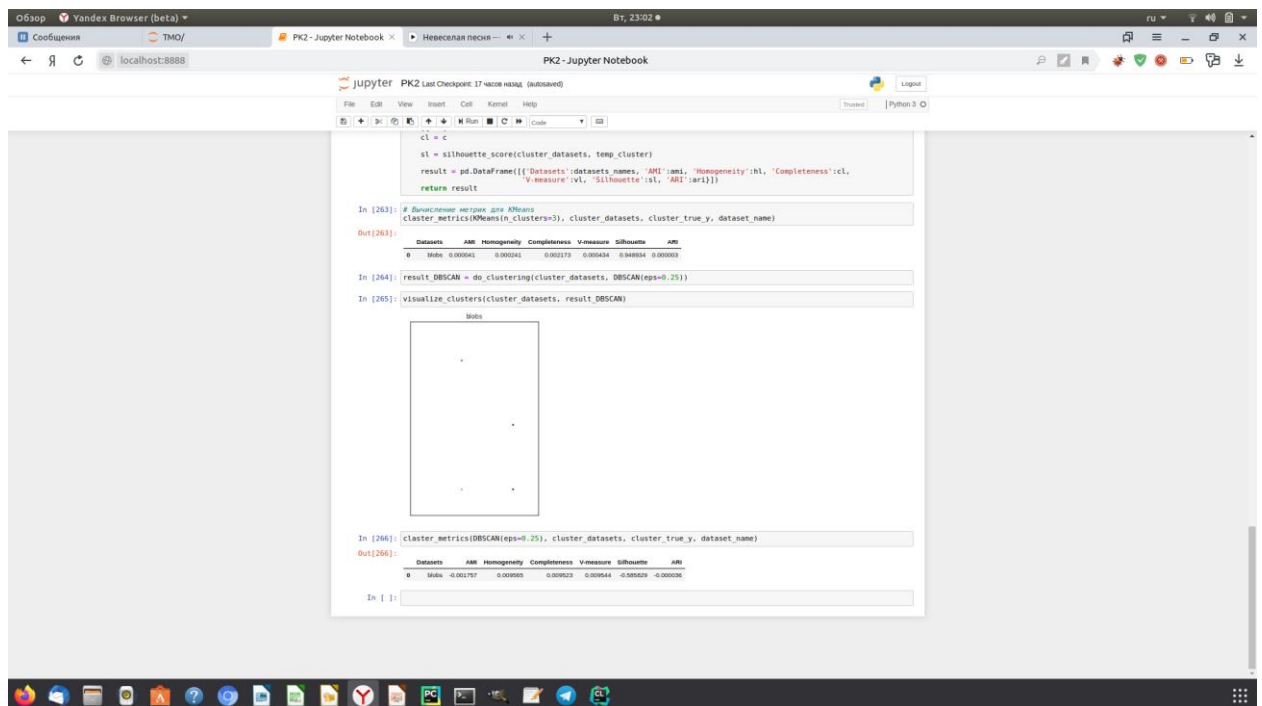 Обзор Yandex Browser (beta) Вт, 23:02 ru
Сообщения ТМО/ PK2 - Jupyter Notebook Невеселая песня —
Я localhost:8888 PK2 - Jupyter Notebook
jupyter PK2 Last Checkpoint: 17 часов назад (autosaved) Logout
File Edit View Insert Cell Kernel Help Trusted Python 3
Run Code
cl = c
sl = silhouette_score(cluster_datasets, temp_cluster)
result = pd.DataFrame([{'Datasets':datasets_names, 'AMI':ami, 'Homogeneity':hl, 'Completeness':cl,
'V-measure':vl, 'Silhouette':sl, 'ARI':ari}])
return result
In [263]: # Вычисление метрик для KMeans
claster_metrics(KMeans(n_clusters=3), cluster_datasets, cluster_true_y, dataset_name)
Out[263]:
Datasets AMI Homogeneity Completeness V-measure Silhouette ARI
0 blobs 0.000041 0.000241 0.002173 0.000434 0.948934 0.000003
In [264]: result_DBSCAN = do_clustering(cluster_datasets, DBSCAN(eps=0.25))
In [265]: visualize_clusters(cluster_datasets, result_DBSCAN)
blobs
In [266]: claster_metrics(DBSCAN(eps=0.25), cluster_datasets, cluster_true_y, dataset_name)
Out[266]:
Datasets AMI Homogeneity Completeness V-measure Silhouette ARI
0 blobs -0.001757 0.009565 0.009523 0.009544 -0.585829 -0.000036
In [ ]: